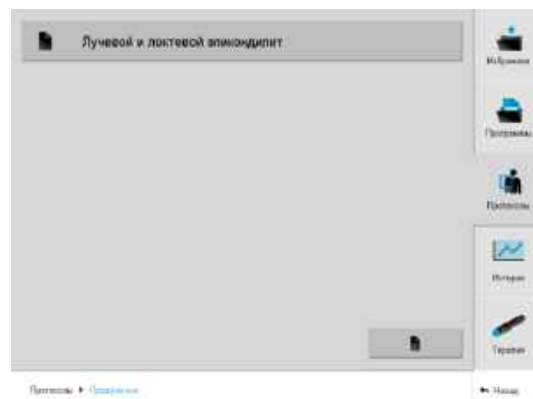 Лучевой и локтевой эпикондилит
Избранное
Программы
Протоколы
История
Терапия
Протоколы
Назад